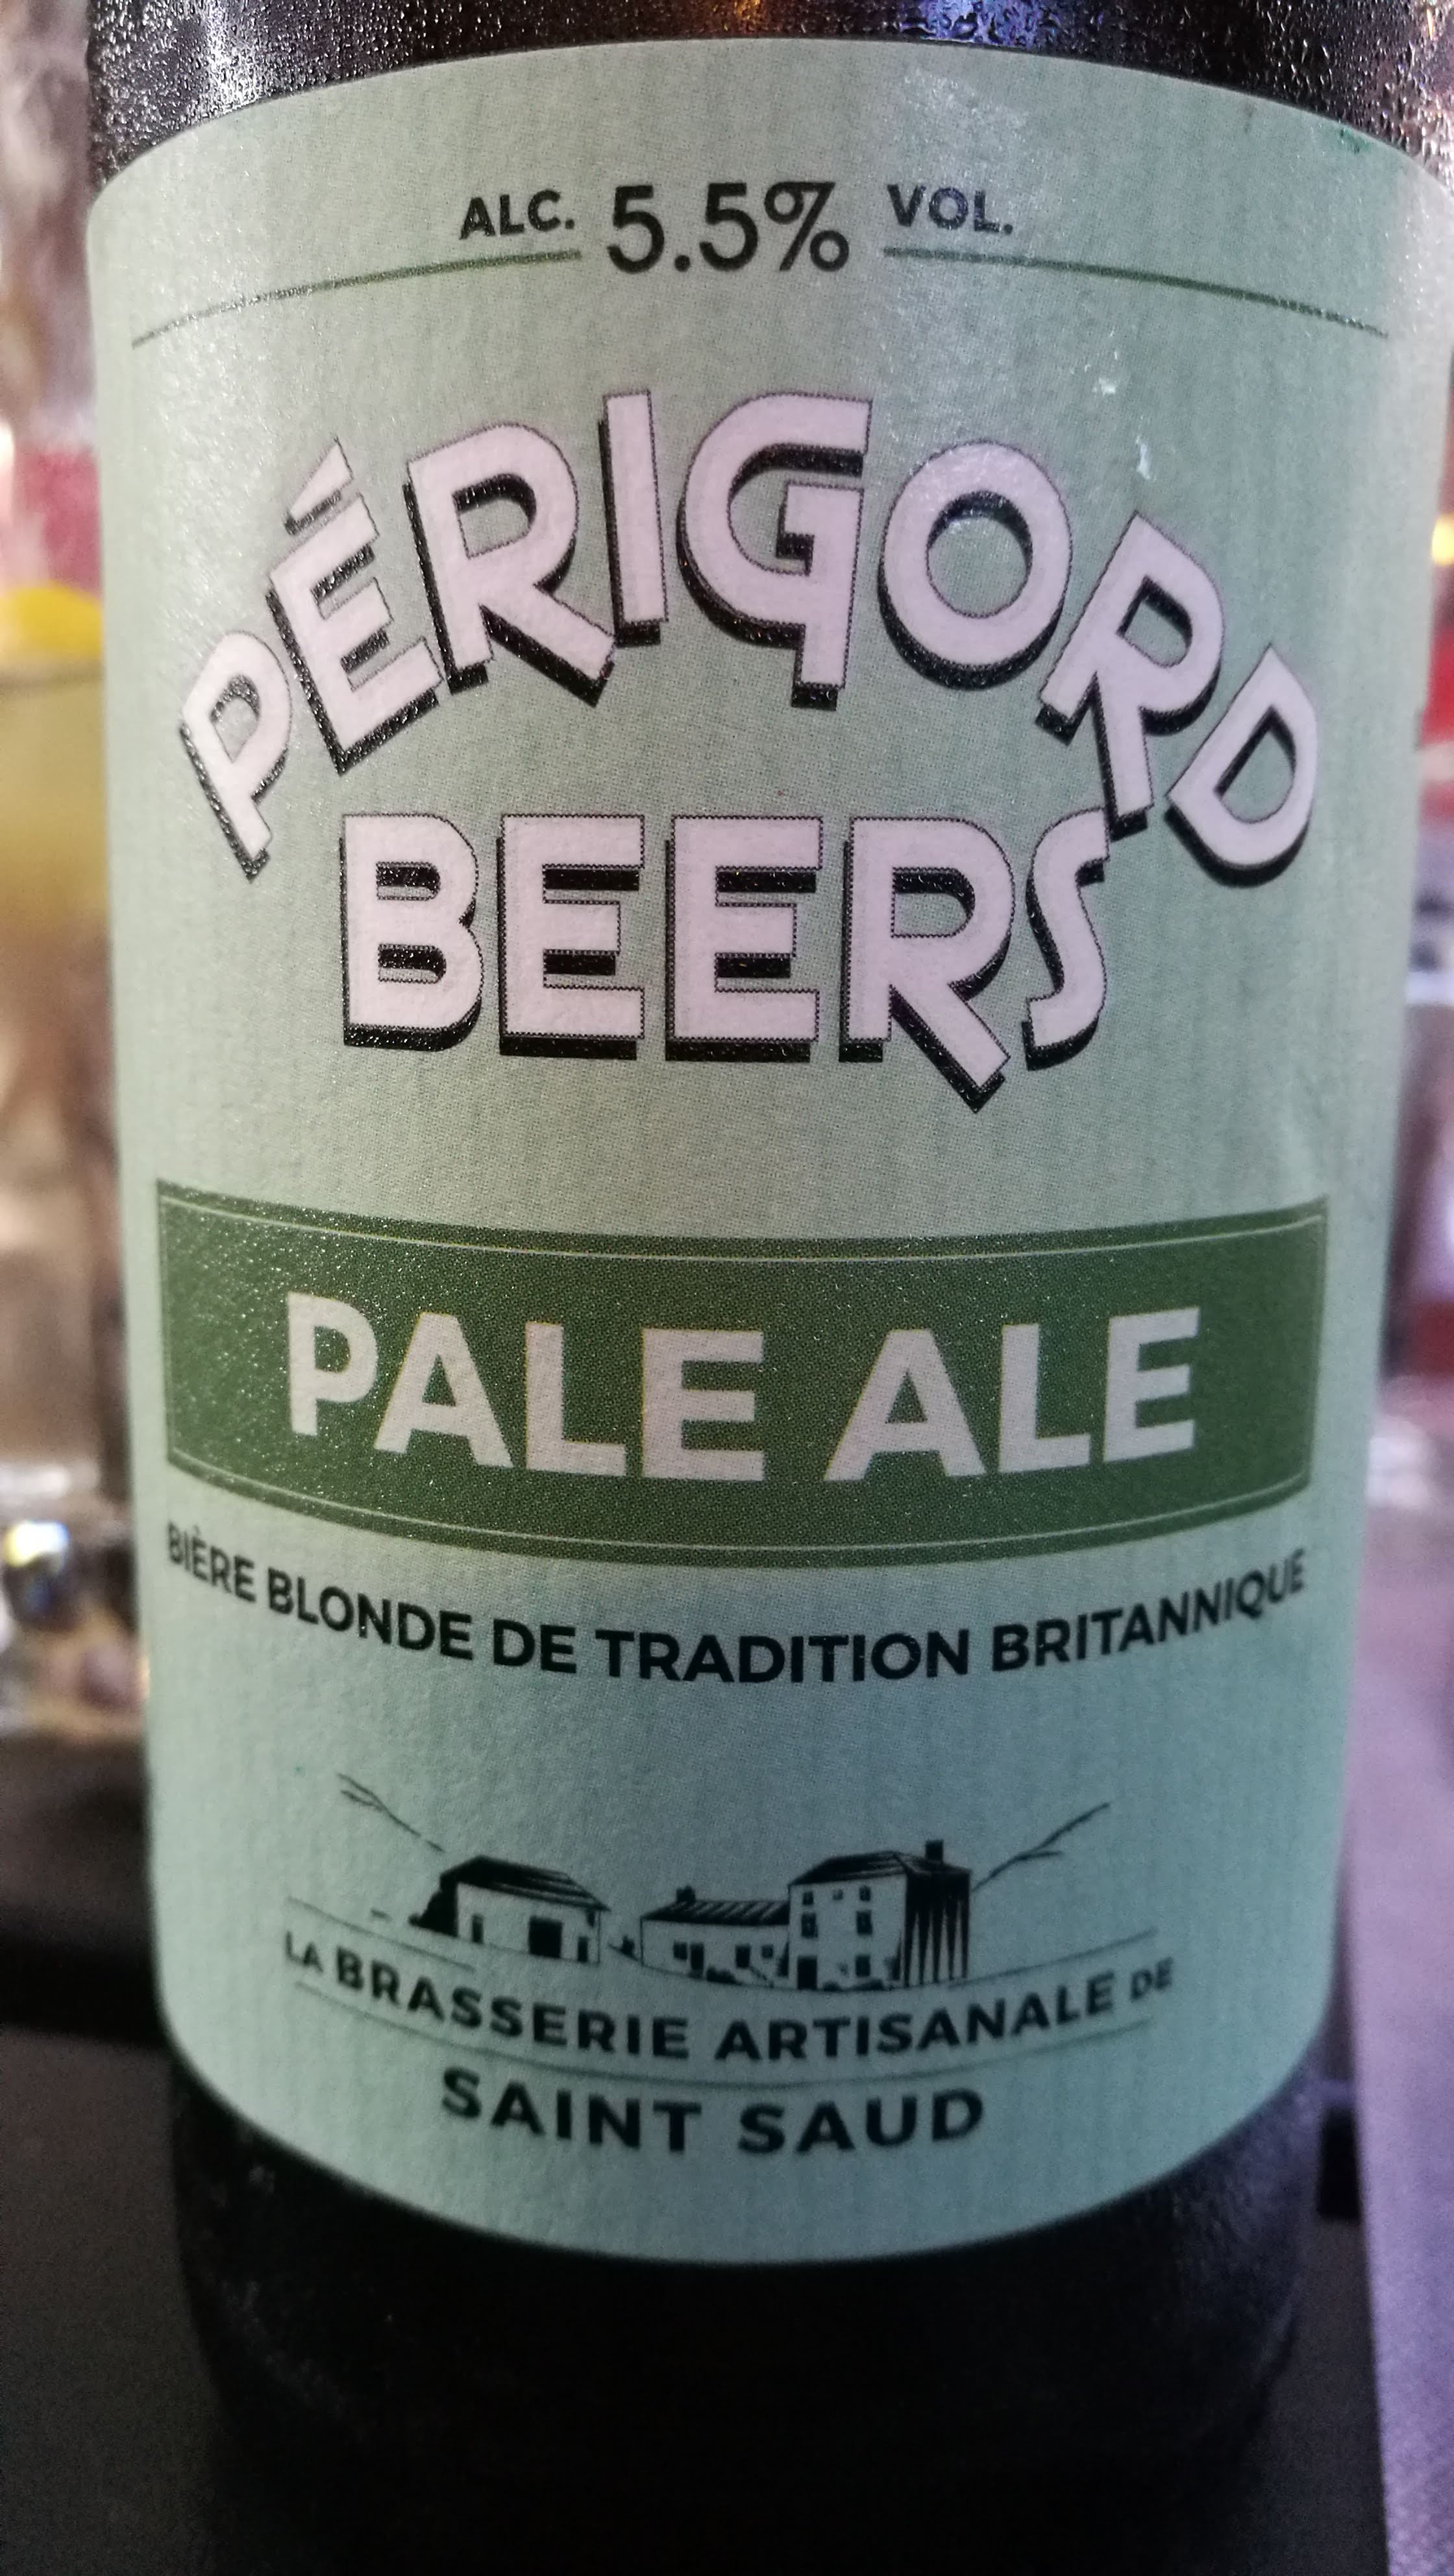 ALC. 5.5% VOL.
PÉRIGORD
BEERS
PALE ALE
BIÈRE BLONDE DE TRADITION BRITANNIQUE
LA BRASSERIE ARTISANALE DE
SAINT SAUD